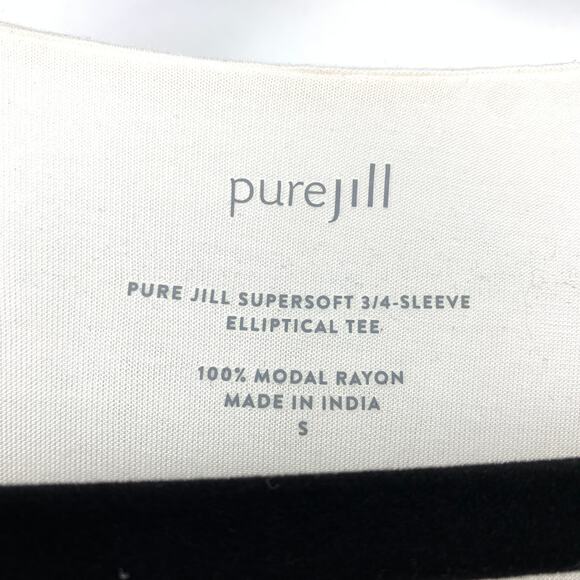 purejill
PURE JILL SUPERSOFT 3/4-SLEEVE
ELLIPTICAL TEE
100% MODAL RAYON
MADE IN INDIA
S